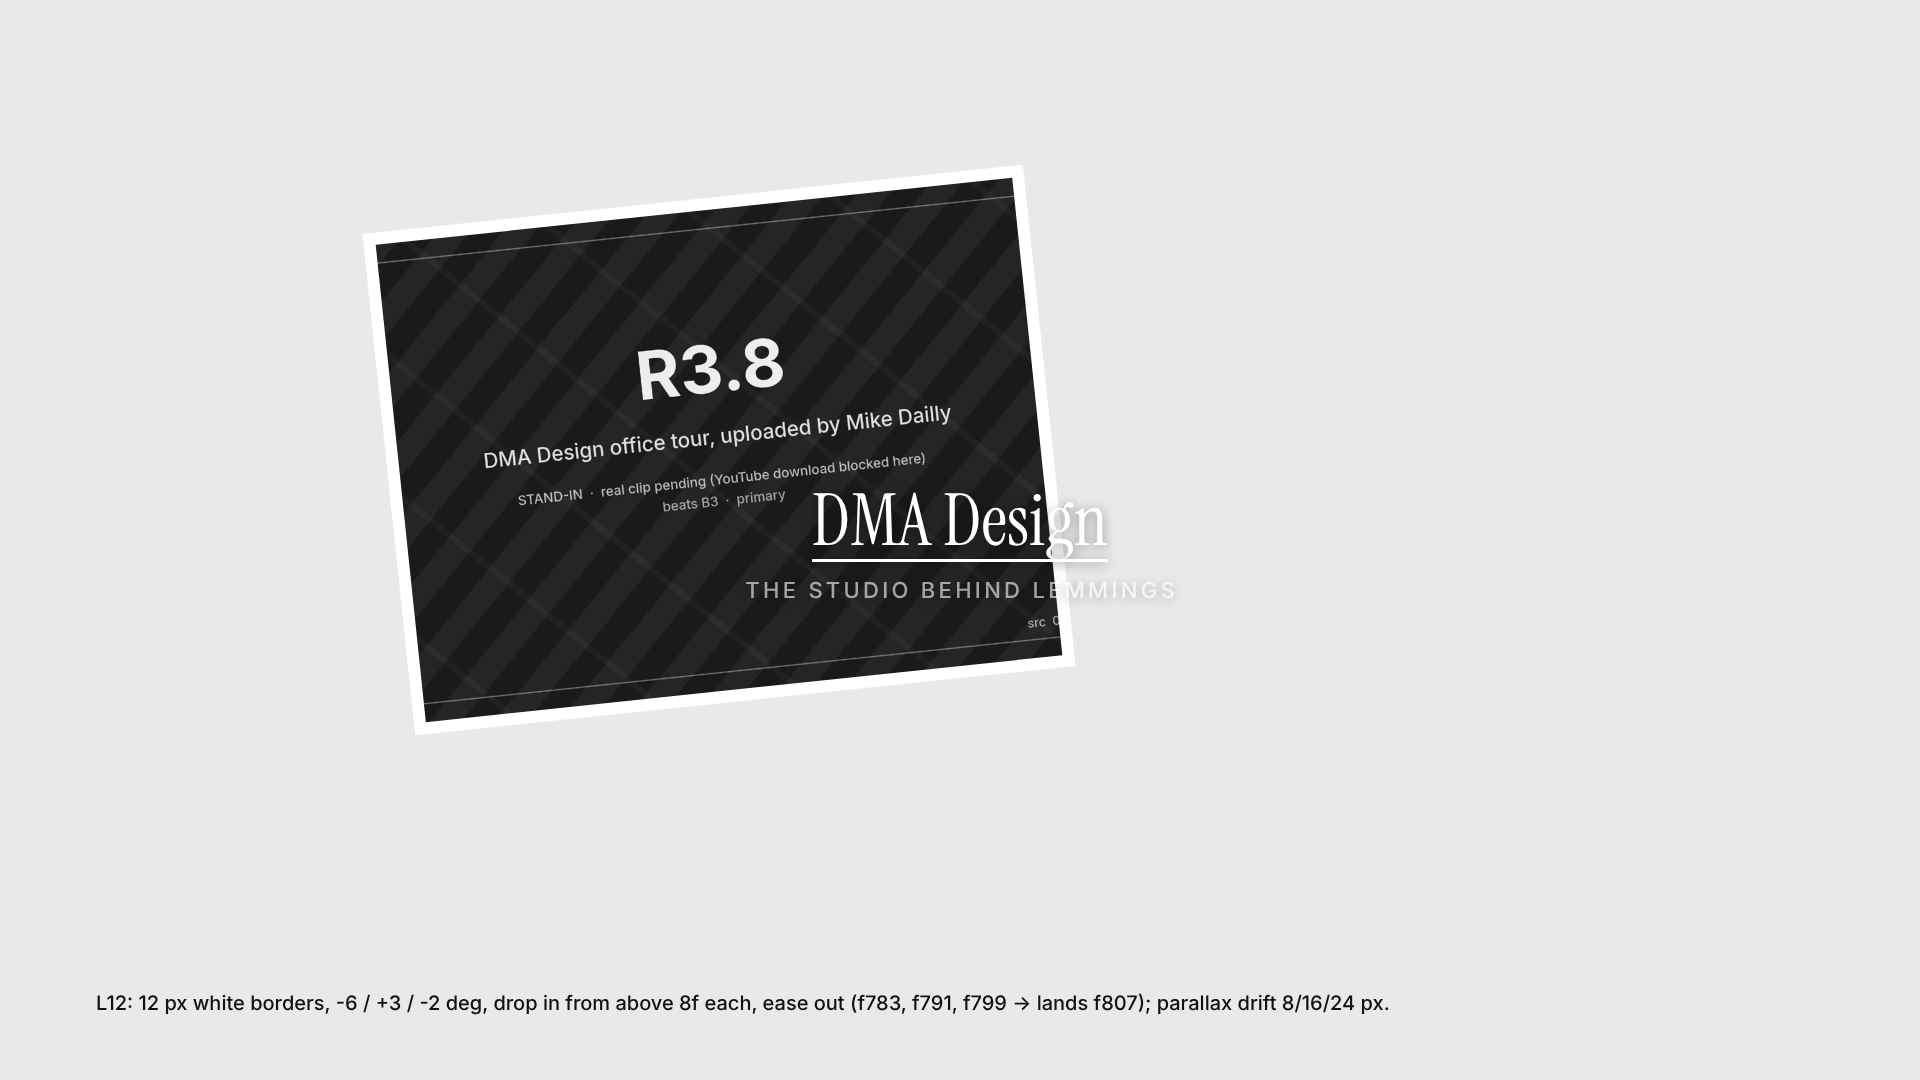 R3.8
DMA Design office tour, uploaded by Mike Dailly
STAND-IN · real clip pending (YouTube download blocked here)
beats B3 · primary
DMA Design
THE STUDIO BEHIND LEMMINGS
src 0
L12: 12 px white borders, -6 / +3 / -2 deg, drop in from above 8f each, ease out (f783, f791, f799 → lands f807); parallax drift 8/16/24 px.